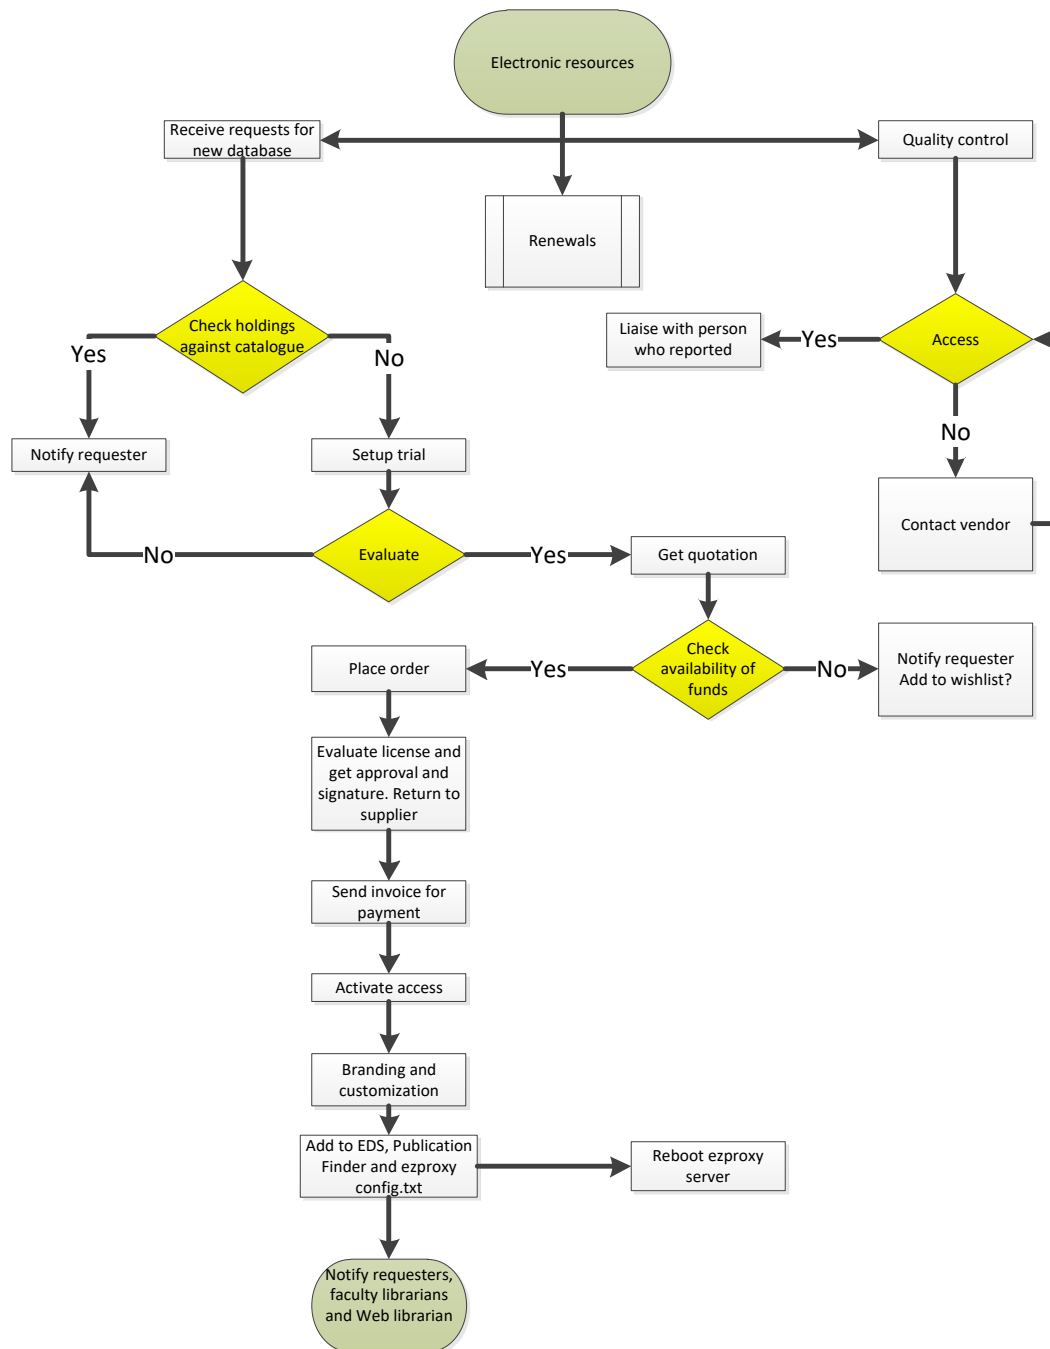 Electronic resources
Receive requests for
new database
Quality control
Renewals
Check holdings
against catalogue
Liaise with person
who reported
Yes
Access
Yes
No
No
Notify requester
Setup trial
Contact vendor
No
Evaluate
Yes
Get quotation
Place order
Yes
Check
availability of
funds
No
Notify requester
Add to wishlist?
Evaluate license and
get approval and
signature. Return to
supplier
Send invoice for
payment
Activate access
Branding and
customization
Add to EDS, Publication
Finder and ezproxy
config.txt
Reboot ezproxy
server
Notify requesters,
faculty librarians
and Web librarian